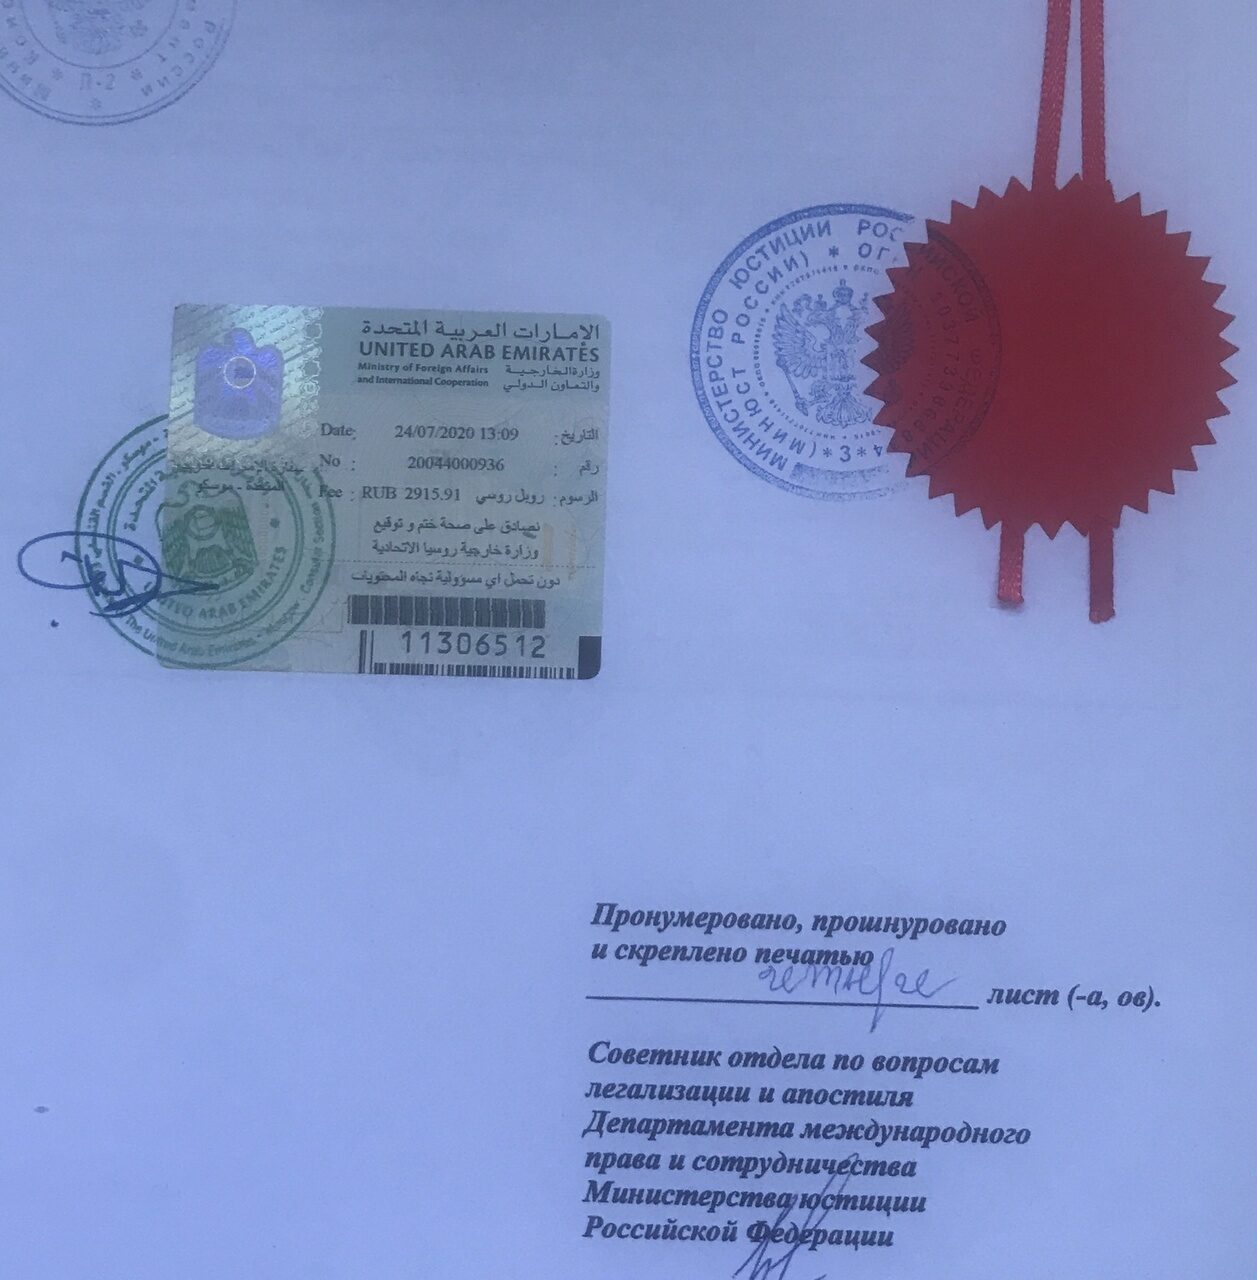 П-2
МИНИСТЕРСТВО ЮСТИЦИИ РОССИЙСКОЙ ФЕДЕРАЦИИ
(МИНЮСТ РОССИИ) * ОГРН
*3*
الامارات العربية المتحدة
UNITED ARAB EMIRATES
Ministry of Foreign Affairs وزارة الخارجية
and International Cooperation والتعاون الدولي
Date: 24/07/2020 13:09 التاريخ:
No : 20044000936 رقم :
Fee : RUB 2915.91 روبل روسي الرسوم:
نصادق على صحة ختم و توقيع
وزارة خارجية روسيا الاتحادية
دون تحمل اي مسؤولية تجاه المحتويات
11306512
UNITED ARAB EMIRATES
The United Arab Emirates - Moscow - Consular Section
Пронумеровано, прошнуровано
и скреплено печатью
четыре лист (-а, ов).
Советник отдела по вопросам
легализации и апостиля
Департамента международного
права и сотрудничества
Министерства юстиции
Российской Федерации